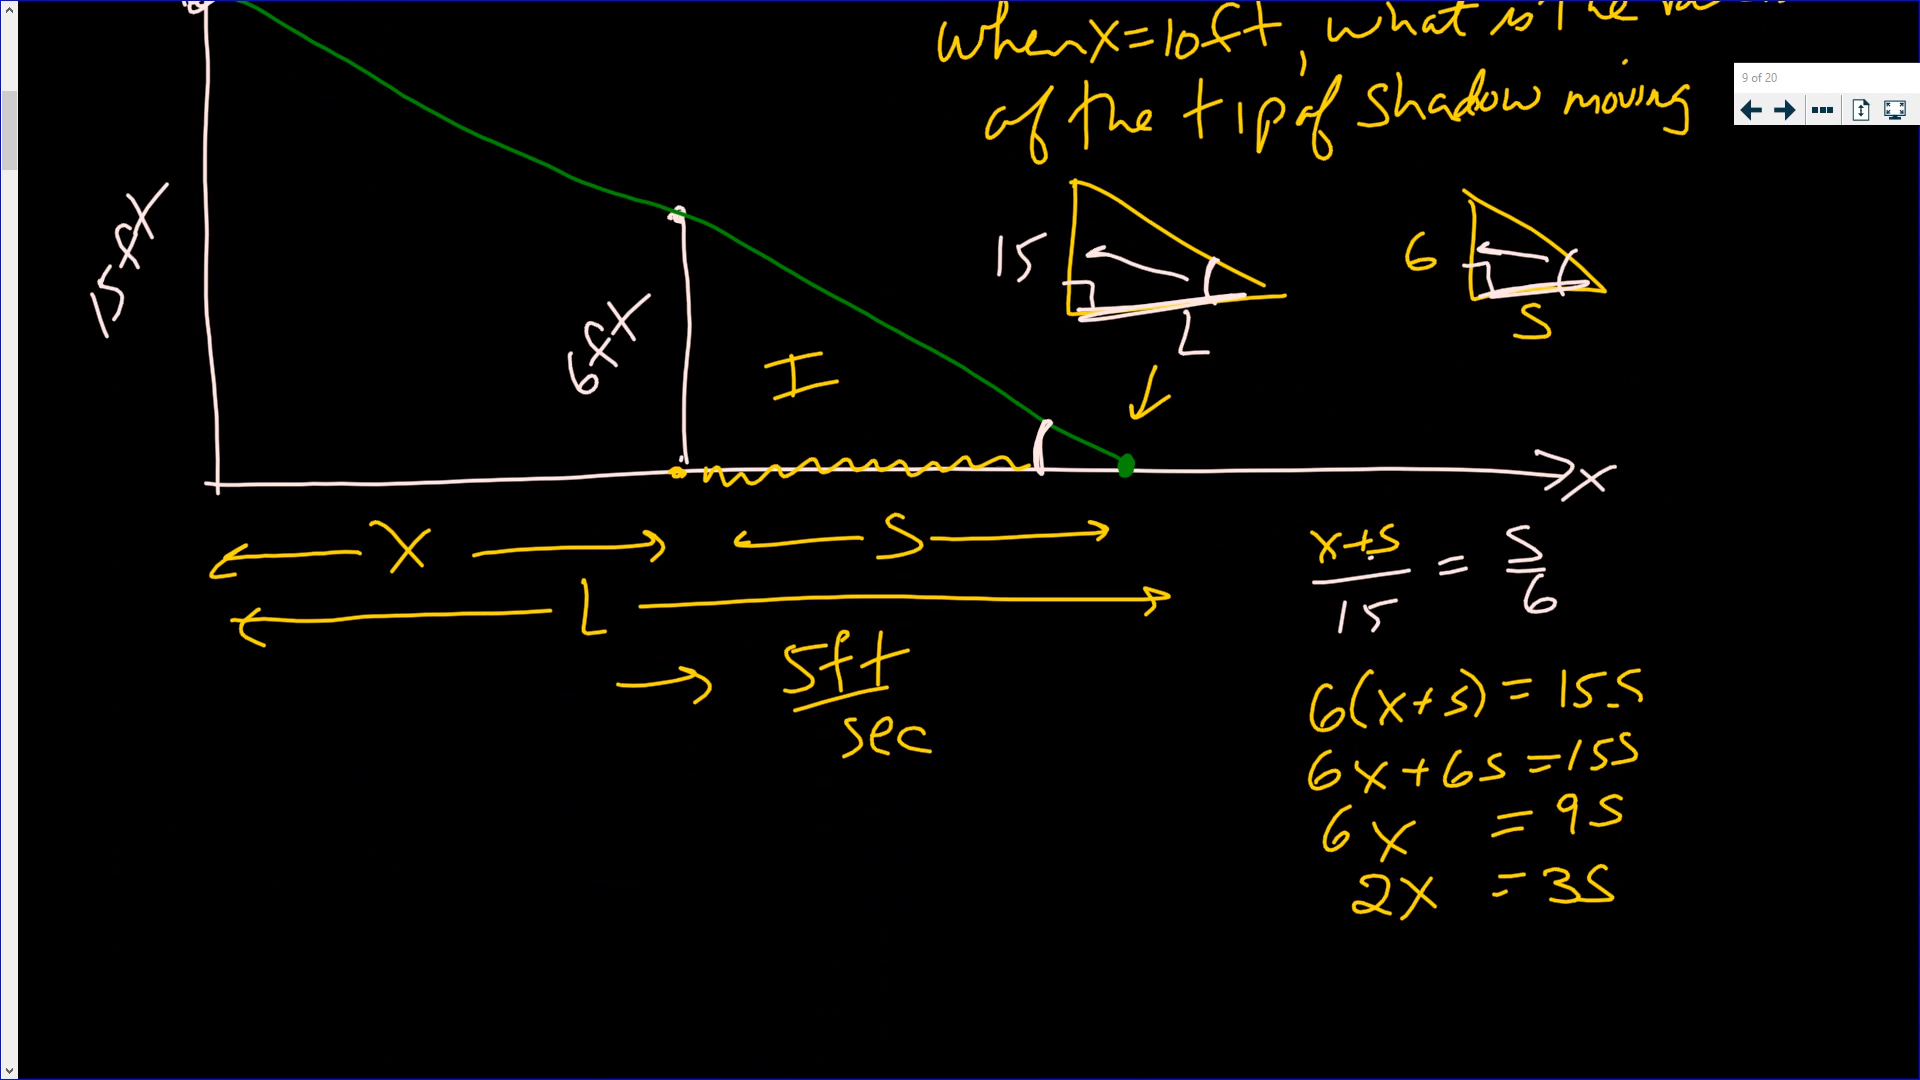 when x=10ft, what is the
of the tip of shadow moving
9 of 20
15ft
6ft
I
15
L
6
S
x
X
S
L
5ft
sec
x+s
15
=
s
6
6(x+s) = 15s
6x+6s = 15s
6x = 9s
2x = 3s